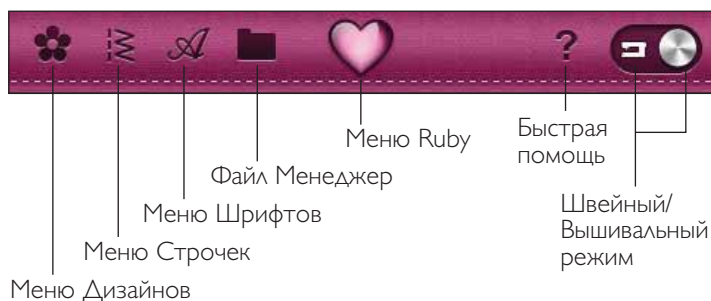 ?
Меню Ruby
Быстрая
помощь
Файл Менеджер
Меню Шрифтов
Швейный/
Вышивальный
режим
Меню Строчек
Меню Дизайнов